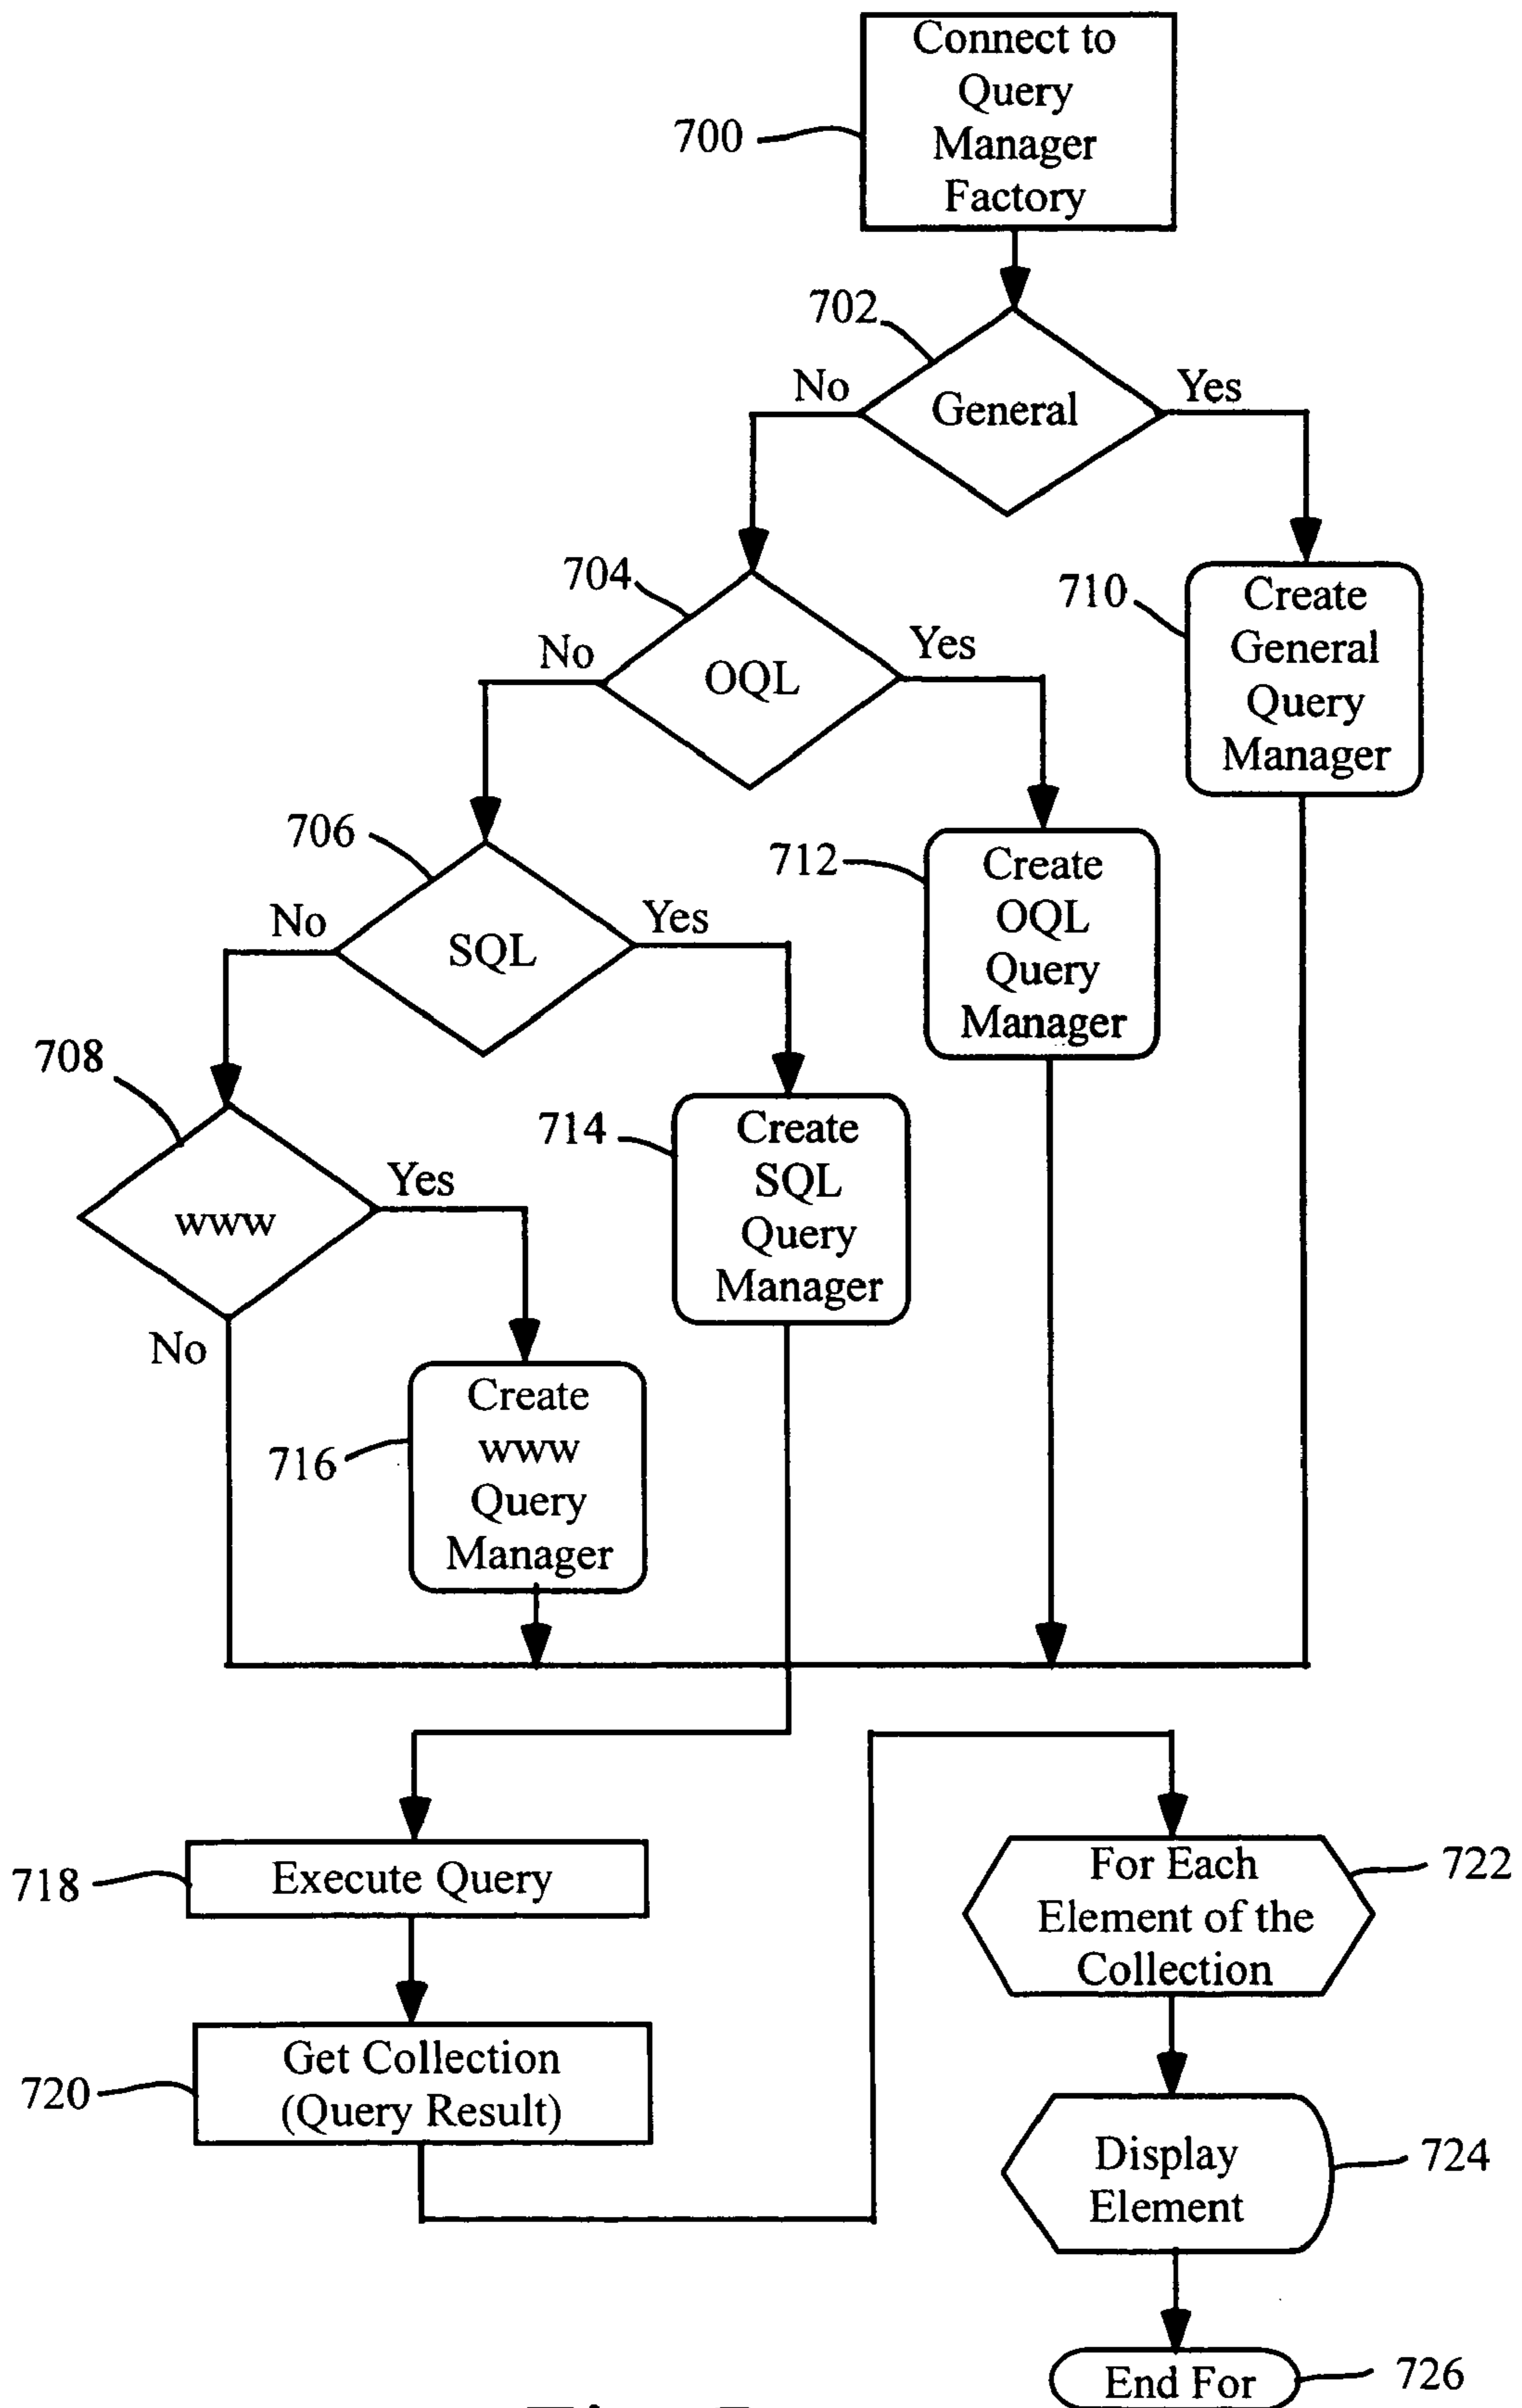 Connect to
Query
Manager
Factory
700
702
No
General
Yes
704
No
OQL
Yes
710
Create
General
Query
Manager
706
No
SQL
Yes
712
Create
OQL
Query
Manager
708
www
Yes
No
714
Create
SQL
Query
Manager
716
Create
www
Query
Manager
718
Execute Query
720
Get Collection
(Query Result)
For Each
Element of the
Collection
722
Display
Element
724
End For
726